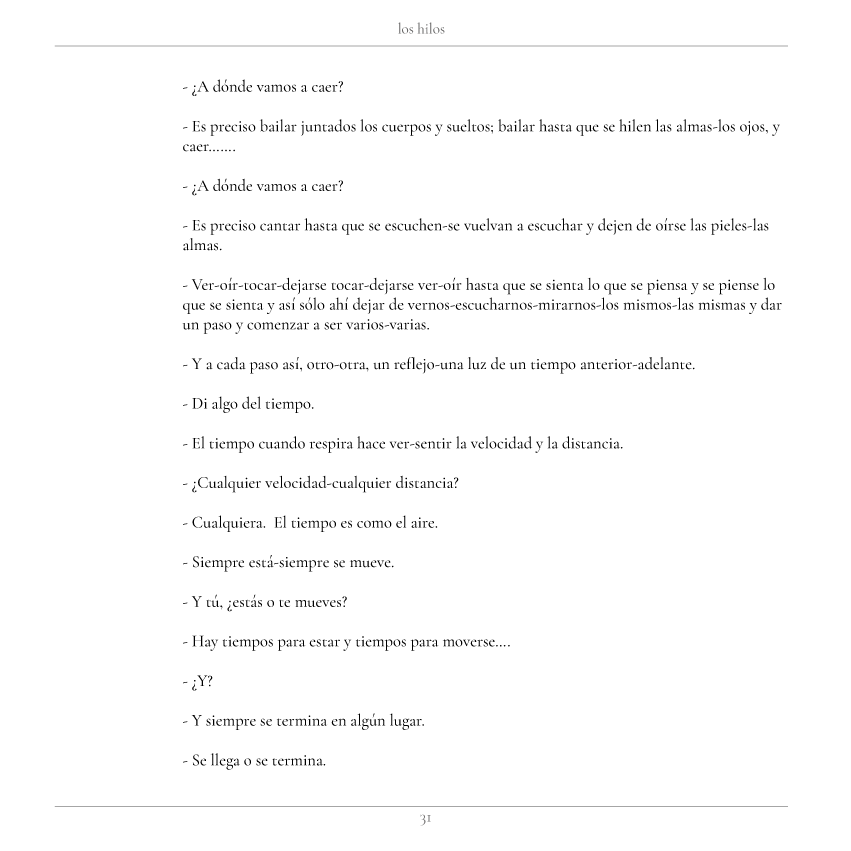 los hilos
- ¿A dónde vamos a caer?
- Es preciso bailar juntados los cuerpos y sueltos; bailar hasta que se hilen las almas-los ojos, y
caer.......
- ¿A dónde vamos a caer?
- Es preciso cantar hasta que se escuchen-se vuelvan a escuchar y dejen de oírse las pieles-las
almas.
- Ver-oír-tocar-dejarse tocar-dejarse ver-oír hasta que se sienta lo que se piensa y se piense lo
que se sienta y así sólo ahí dejar de vernos-escucharnos-mirarnos-los mismos-las mismas y dar
un paso y comenzar a ser varios-varias.
- Y a cada paso así, otro-otra, un reflejo-una luz de un tiempo anterior-adelante.
- Di algo del tiempo.
- El tiempo cuando respira hace ver-sentir la velocidad y la distancia.
- ¿Cualquier velocidad-cualquier distancia?
- Cualquiera.  El tiempo es como el aire.
- Siempre está-siempre se mueve.
- Y tú, ¿estás o te mueves?
- Hay tiempos para estar y tiempos para moverse....
- ¿Y?
- Y siempre se termina en algún lugar.
- Se llega o se termina.
31